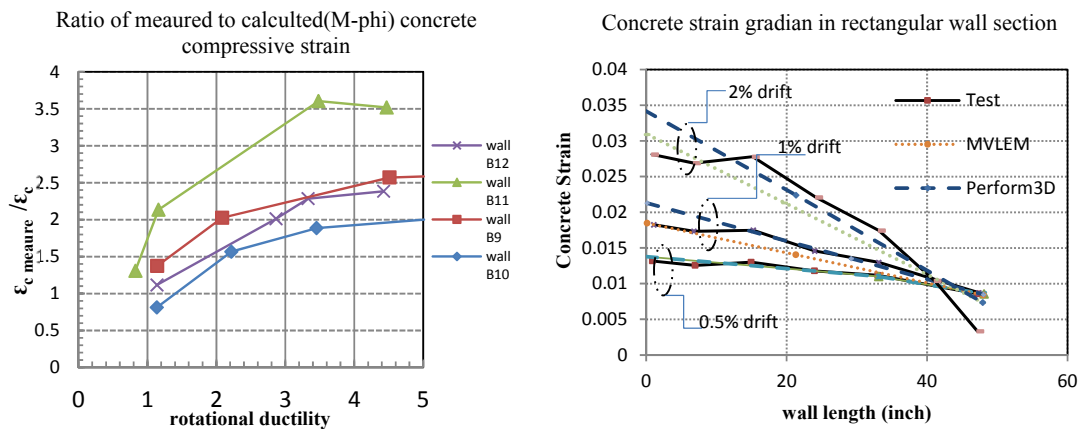 Ratio of meaured to calculted(M-phi) concrete
compressive strain
4
3.5
3
2.5
2
1.5
1
0.5
0
0 1 2 3 4 5
εc meaure /εc
rotational ductility
wall
B12
wall
B11
wall
B9
wall
B10
Concrete strain gradian in rectangular wall section
0.04
0.035
0.03
0.025
0.02
0.015
0.01
0.005
0
0 20 40 60
Concrete Strain
wall length (inch)
2% drift
1% drift
0.5% drift
Test
MVLEM
Perform3D